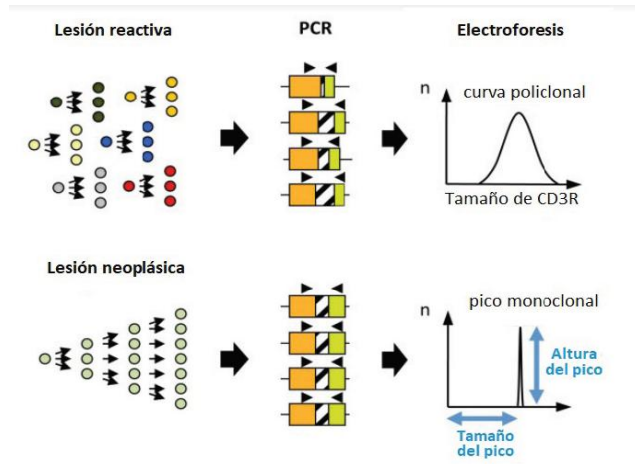 Lesión reactiva
PCR
Electroforesis
n
curva policlonal
Tamaño de CD3R
Lesión neoplásica
n
pico monoclonal
Altura
del pico
Tamaño
del pico